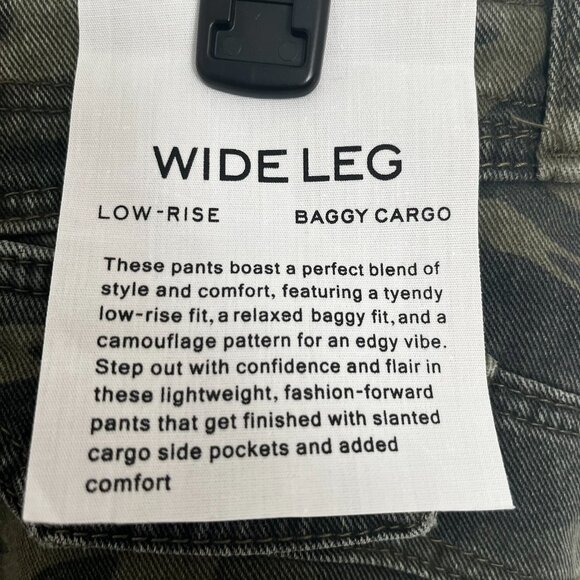 WIDE LEG
LOW-RISE BAGGY CARGO
These pants boast a perfect blend of
style and comfort, featuring a tyendy
low-rise fit, a relaxed baggy fit, and a
camouflage pattern for an edgy vibe.
Step out with confidence and flair in
these lightweight, fashion-forward
pants that get finished with slanted
cargo side pockets and added
comfort